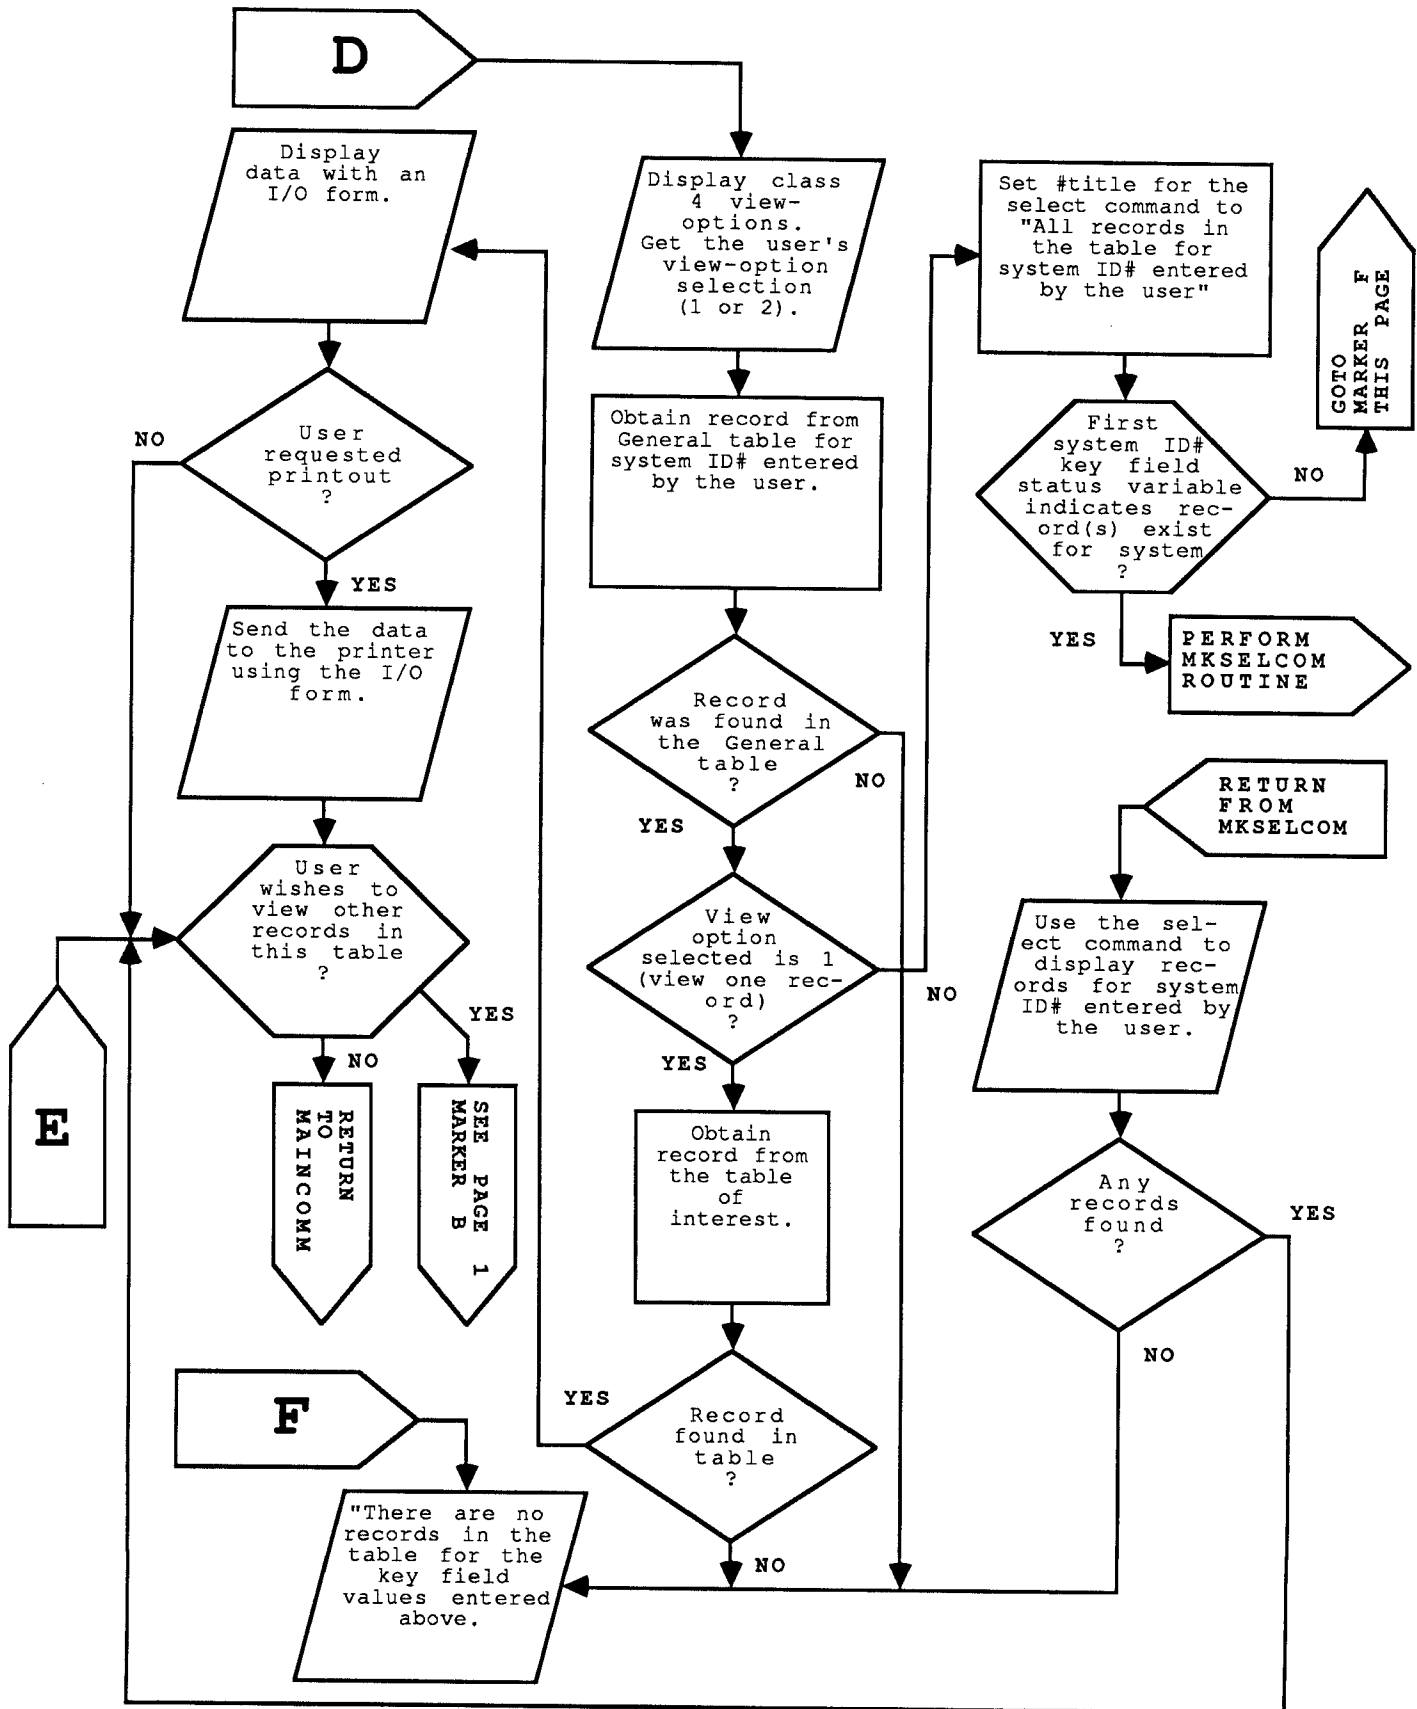 D
Display
data with an
I/O form.
User
requested
printout
?
NO
YES
Send the data
to the printer
using the I/O
form.
User
wishes to
view other
records in
this table
?
YES
NO
E
RETURN
TO
MAINCOMM
SEE PAGE 1
MARKER B
F
"There are no
records in the
table for the
key field
values entered
above.
Display class
4 view-
options.
Get the user's
view-option
selection
(1 or 2).
Obtain record from
General table for
system ID# entered
by the user.
Record
was found in
the General
table
?
NO
YES
View
option
selected is 1
(view one rec-
ord)
?
NO
YES
Obtain
record from
the table
of
interest.
Record
found in
table
?
YES
NO
Set #title for the
select command to
"All records in
the table for
system ID# entered
by the user"
First
system ID#
key field
status variable
indicates rec-
ord(s) exist
for system
?
NO
YES
GOTO
MARKER F
THIS PAGE
PERFORM
MKSELCOM
ROUTINE
RETURN
FROM
MKSELCOM
Use the sel-
ect command to
display rec-
ords for system
ID# entered by
the user.
Any
records
found
?
YES
NO